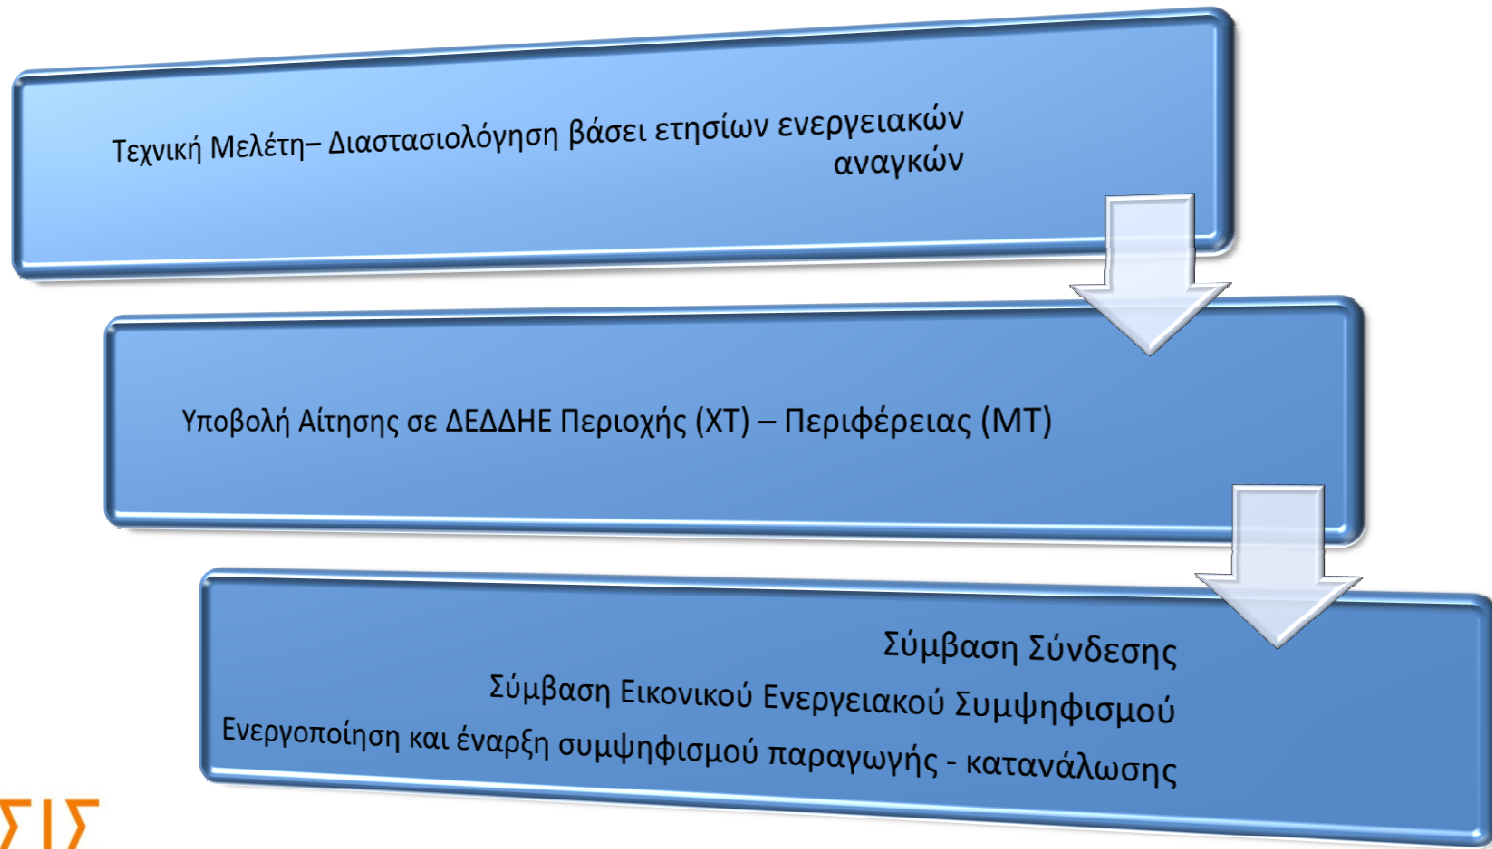 Τεχνική Μελέτη– Διαστασιολόγηση βάσει ετησίων ενεργειακών
αναγκών
Υποβολή Αίτησης σε ΔΕΔΔΗΕ Περιοχής (ΧΤ) – Περιφέρειας (ΜΤ)
Σύμβαση Σύνδεσης
Σύμβαση Εικονικού Ενεργειακού Συμψηφισμού
Ενεργοποίηση και έναρξη συμψηφισμού παραγωγής - κατανάλωσης
ΣΙΣ